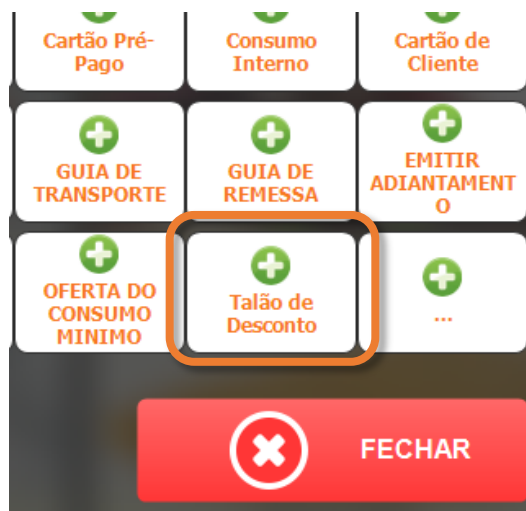 Cartão Pré-
Pago
Consumo
Interno
Cartão de
Cliente
GUIA DE
TRANSPORTE
GUIA DE
REMESSA
EMITIR
ADIANTAMENT
O
OFERTA DO
CONSUMO
MINIMO
Talão de
Desconto
...
FECHAR